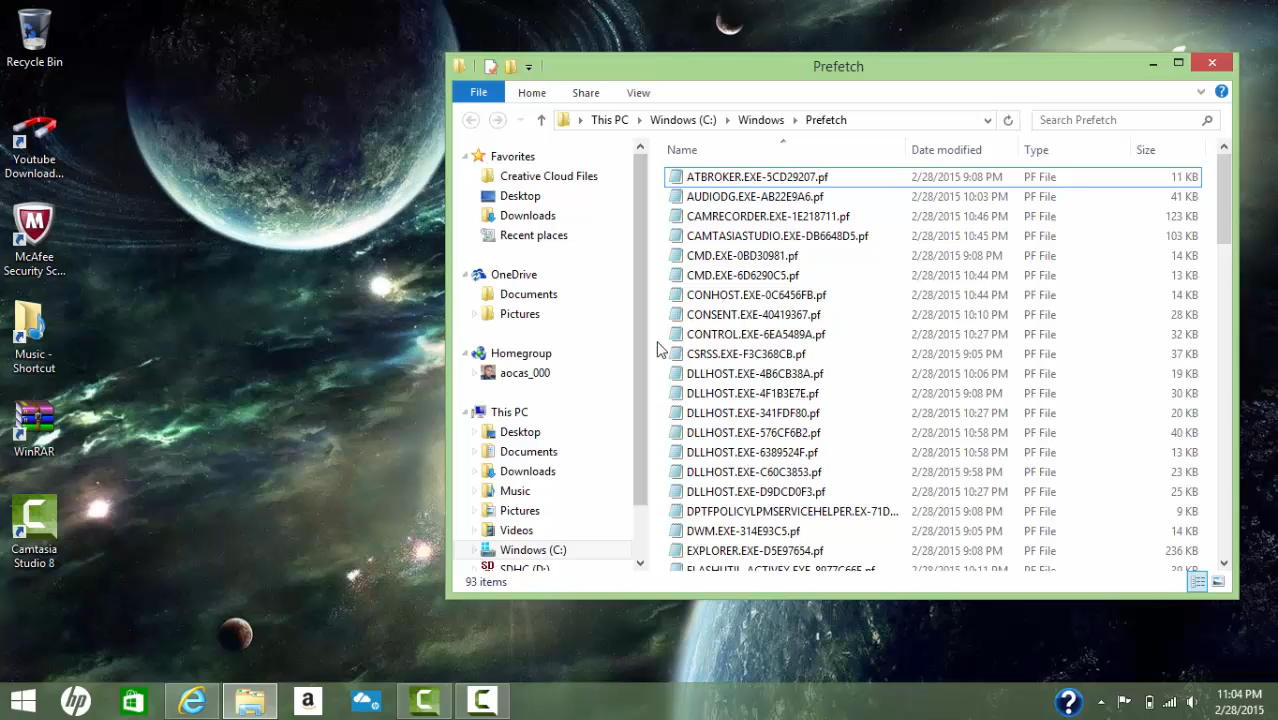 Recycle Bin
Youtube
Downloa...
McAfee
Security Sc...
Music -
Shortcut
WinRAR
Camtasia
Studio 8
Prefetch
File Home Share View
This PC Windows (C:) Windows Prefetch
Search Prefetch
Favorites
Creative Cloud Files
Desktop
Downloads
Recent places
OneDrive
Documents
Pictures
Homegroup
aocas_000
This PC
Desktop
Documents
Downloads
Music
Pictures
Videos
Windows (C:)
SDHC (D:)
Name Date modified Type Size
ATBROKER.EXE-5CD29207.pf 2/28/2015 9:08 PM PF File 11 KB
AUDIODG.EXE-AB22E9A6.pf 2/28/2015 10:03 PM PF File 41 KB
CAMRECORDER.EXE-1E218711.pf 2/28/2015 10:46 PM PF File 123 KB
CAMTASIASTUDIO.EXE-DB6648D5.pf 2/28/2015 10:45 PM PF File 103 KB
CMD.EXE-0BD30981.pf 2/28/2015 9:08 PM PF File 14 KB
CMD.EXE-6D6290C5.pf 2/28/2015 10:44 PM PF File 13 KB
CONHOST.EXE-0C6456FB.pf 2/28/2015 10:44 PM PF File 14 KB
CONSENT.EXE-40419367.pf 2/28/2015 10:10 PM PF File 28 KB
CONTROL.EXE-6EA5489A.pf 2/28/2015 10:27 PM PF File 32 KB
CSRSS.EXE-F3C368CB.pf 2/28/2015 9:05 PM PF File 37 KB
DLLHOST.EXE-4B6CB38A.pf 2/28/2015 10:06 PM PF File 19 KB
DLLHOST.EXE-4F1B3E7E.pf 2/28/2015 9:08 PM PF File 30 KB
DLLHOST.EXE-341FDF80.pf 2/28/2015 10:27 PM PF File 20 KB
DLLHOST.EXE-576CF6B2.pf 2/28/2015 10:58 PM PF File 40 KB
DLLHOST.EXE-6389524F.pf 2/28/2015 10:58 PM PF File 13 KB
DLLHOST.EXE-C60C3853.pf 2/28/2015 9:58 PM PF File 23 KB
DLLHOST.EXE-D9DCD0F3.pf 2/28/2015 10:27 PM PF File 25 KB
DPTFPOLICYLPMSERVICEHELPER.EX-71D... 2/28/2015 9:08 PM PF File 9 KB
DWM.EXE-314E93C5.pf 2/28/2015 9:05 PM PF File 14 KB
EXPLORER.EXE-D5E97654.pf 2/28/2015 9:08 PM PF File 236 KB
2/28/2015 10:11 PM PF File 39 KB
93 items
11:04 PM
2/28/2015